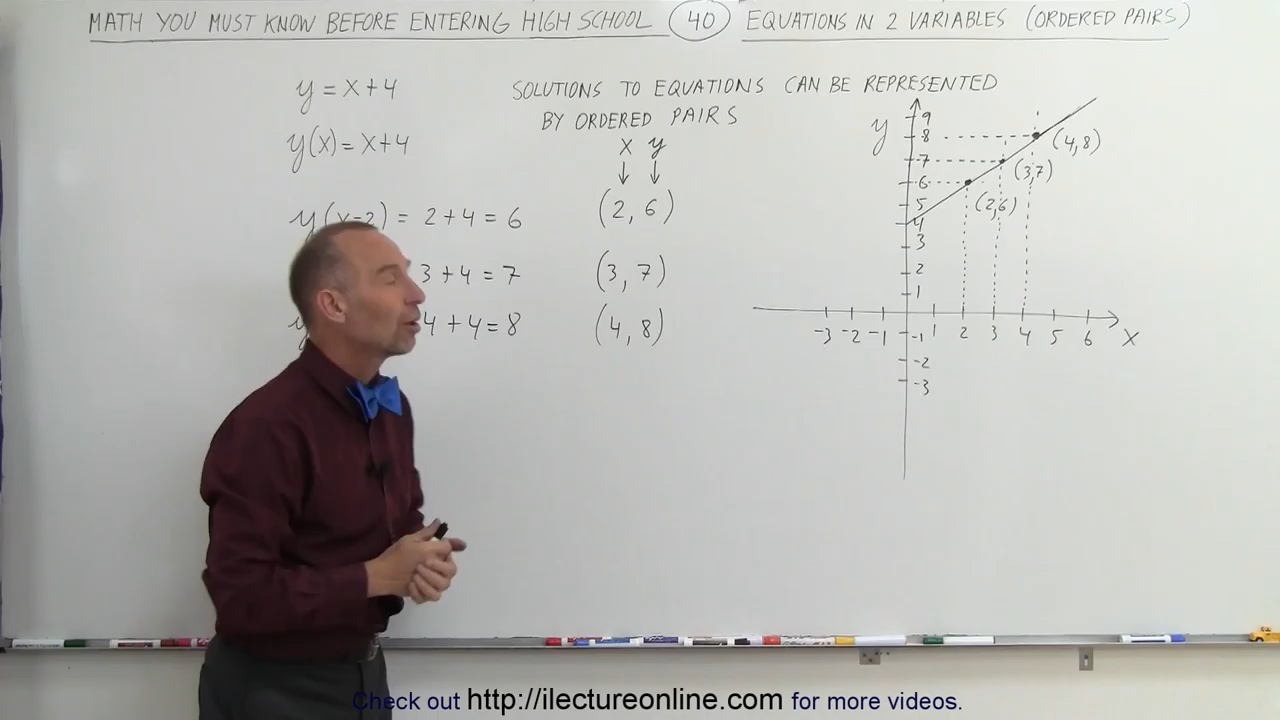 MATH YOU MUST KNOW BEFORE ENTERING HIGH SCHOOL 40 EQUATIONS IN 2 VARIABLES (ORDERED PAIRS)
y = x+4
y(x) = x+4
= 2+4 = 6
3+4 = 7
4+4 = 8
SOLUTIONS TO EQUATIONS CAN BE REPRESENTED
BY ORDERED PAIRS
x y
↓ ↓
(2, 6)
(3, 7)
(4, 8)
y
9
8
7
6
5
4
3
2
1
(4,8)
(3,7)
(2,6)
-3 -2 -1 1 2 3 4 5 6 x
-1
-2
-3
Check out http://ilectureonline.com for more videos.